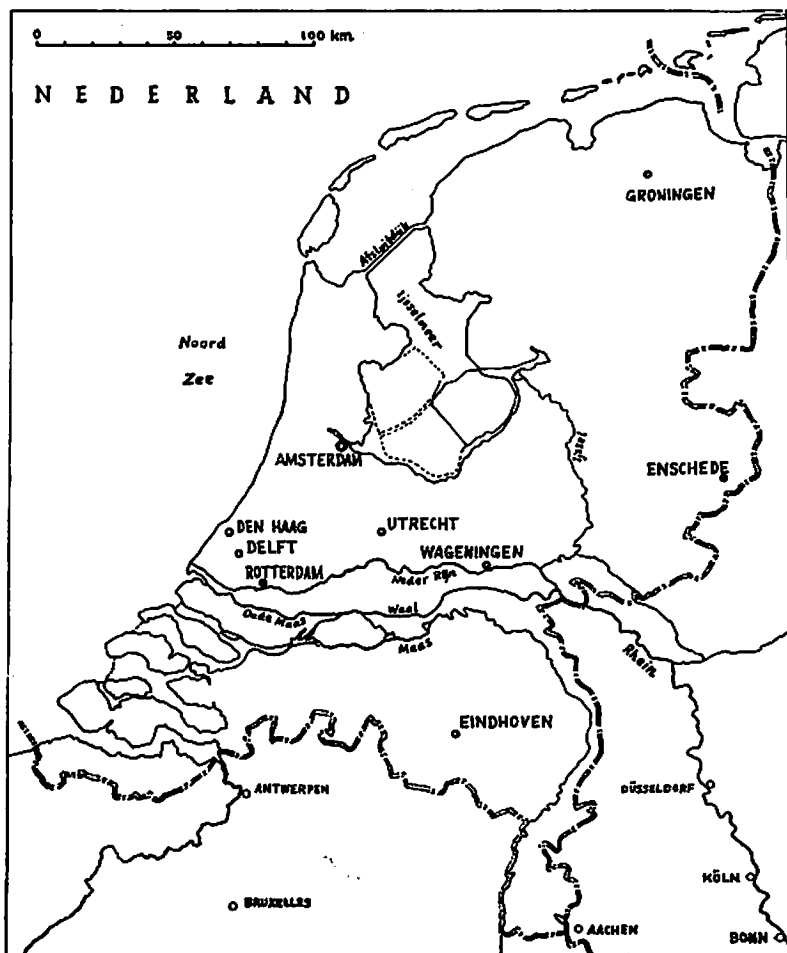 0 50 100 km
NEDERLAND
GRONINGEN
Afsluitdijk
Ijsselmeer
Noord
Zee
AMSTERDAM
Ijssel
ENSCHEDE
DEN HAAG
UTRECHT
DELFT
WAGENINGEN
ROTTERDAM
Neder Rijn
Oude Maas
Waal
Maas
Rhein
EINDHOVEN
ANTWERPEN
DÜSSELDORF
KÖLN
BRUXELLES
AACHEN
BONN